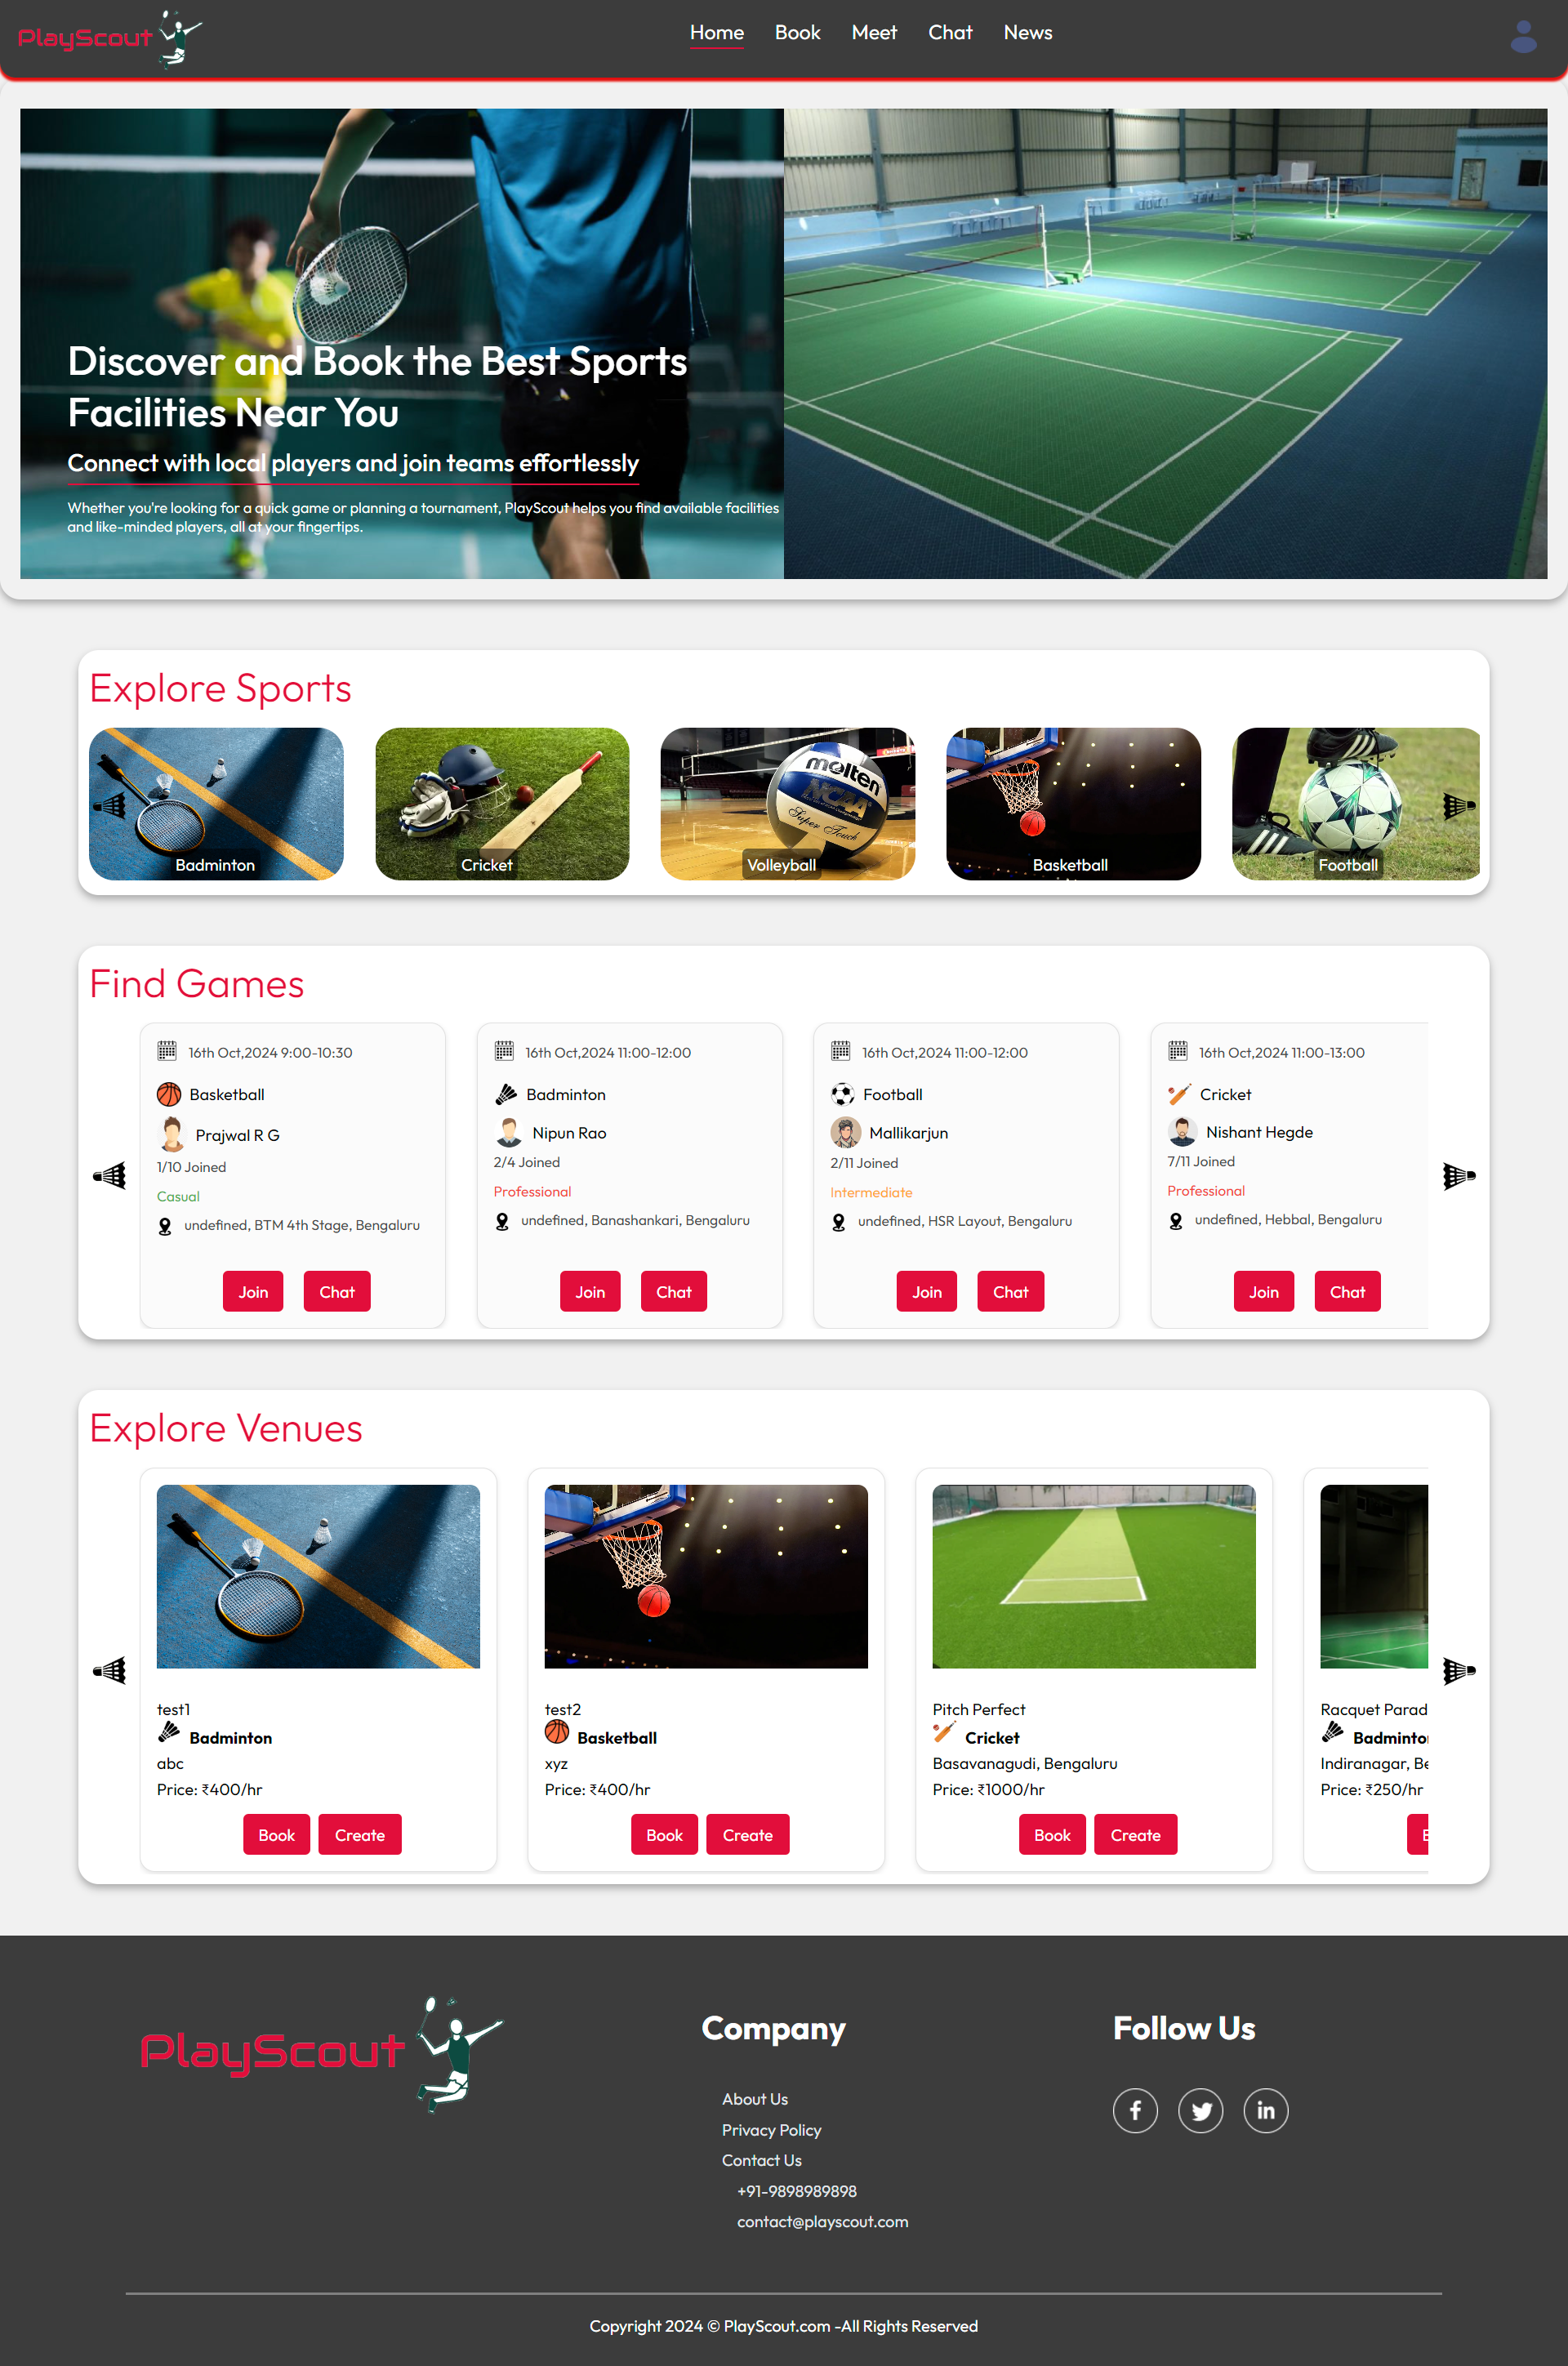 PlayScout
Home
Book
Meet
Chat
News
Discover and Book the Best Sports
Facilities Near You
Connect with local players and join teams effortlessly
Whether you're looking for a quick game or planning a tournament, PlayScout helps you find available facilities
and like-minded players, all at your fingertips.
Explore Sports
molten
NCAA
Super Touch
Badminton
Cricket
Volleyball
Basketball
Football
Find Games
16th Oct,2024 9:00-10:30
Basketball
Prajwal R G
1/10 Joined
Casual
undefined, BTM 4th Stage, Bengaluru
Join
Chat
16th Oct,2024 11:00-12:00
Badminton
Nipun Rao
2/4 Joined
Professional
undefined, Banashankari, Bengaluru
Join
Chat
16th Oct,2024 11:00-12:00
Football
Mallikarjun
2/11 Joined
Intermediate
undefined, HSR Layout, Bengaluru
Join
Chat
16th Oct,2024 11:00-13:00
Cricket
Nishant Hegde
7/11 Joined
Professional
undefined, Hebbal, Bengaluru
Join
Chat
Explore Venues
test1
Badminton
abc
Price: ₹400/hr
Book
Create
test2
Basketball
xyz
Price: ₹400/hr
Book
Create
Pitch Perfect
Cricket
Basavanagudi, Bengaluru
Price: ₹1000/hr
Book
Create
Racquet Parad
Badminto
Indiranagar, Be
Price: ₹250/hr
PlayScout
Company
About Us
Privacy Policy
Contact Us
+91-9898989898
contact@playscout.com
Follow Us
f
in
Copyright 2024 © PlayScout.com -All Rights Reserved